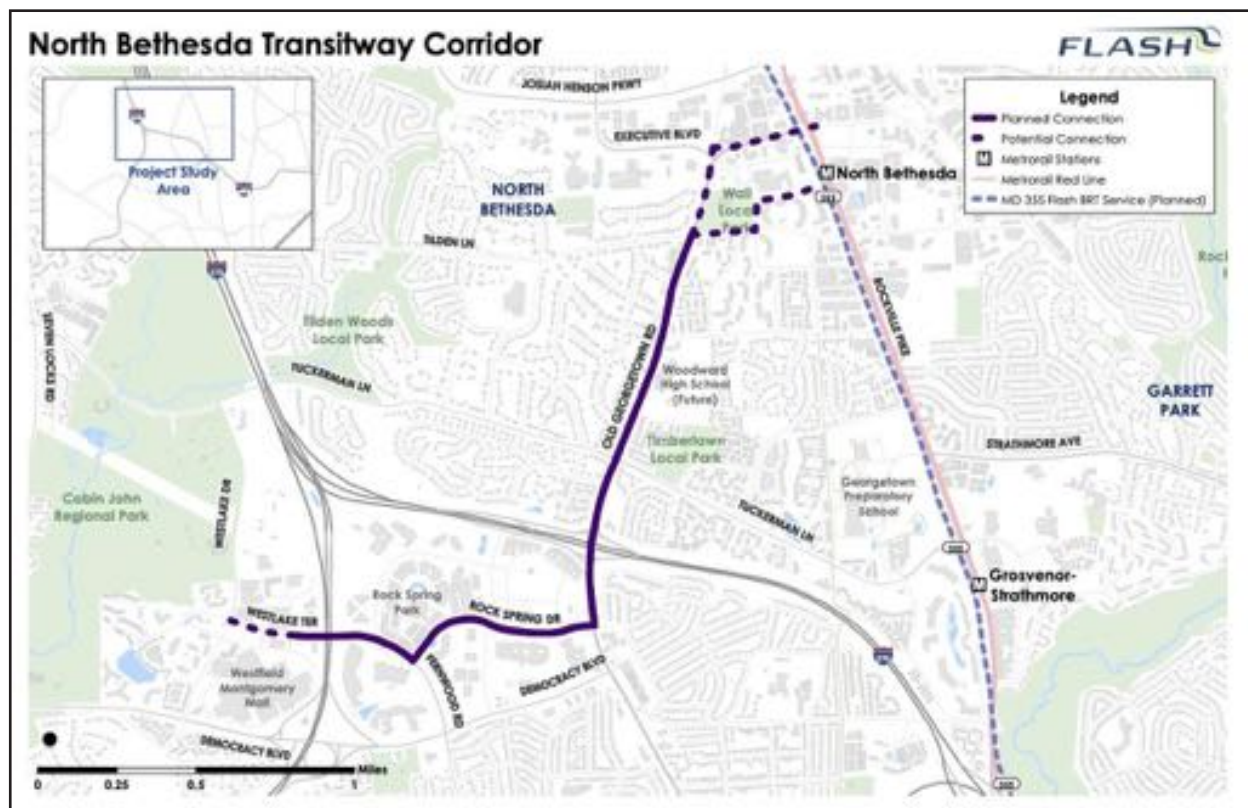 North Bethesda Transitway Corridor
FLASH
Project Study
Area
Legend
Planned Connection
Potential Connection
M
Metrorail Stations
Metrorail Red Line
MD 355 Flash BRT Service (Planned)
JOSIAH HENSON PKWY
EXECUTIVE BLVD
M
North Bethesda
NORTH
BETHESDA
Wall
Local
Park
TILDEN LN
SEVEN LOCKS RD
Tilden Woods
Local Park
TUCKERMAN LN
OLD GEORGETOWN RD
ROCKVILLE PIKE
Woodward
High School
(Future)
GARRETT
PARK
Timberlawn
Local Park
STRATHMORE AVE
Georgetown
Preparatory
School
Cabin John
Regional Park
WESTLAKE DR
TUCKERMAN LN
M
Grosvenor-
Strathmore
Rock Spring
Park
WESTLAKE TER
ROCK SPRING DR
FERNWOOD RD
DEMOCRACY BLVD
Westfield
Montgomery
Mall
DEMOCRACY BLVD
Miles
0 0.25 0.5 1